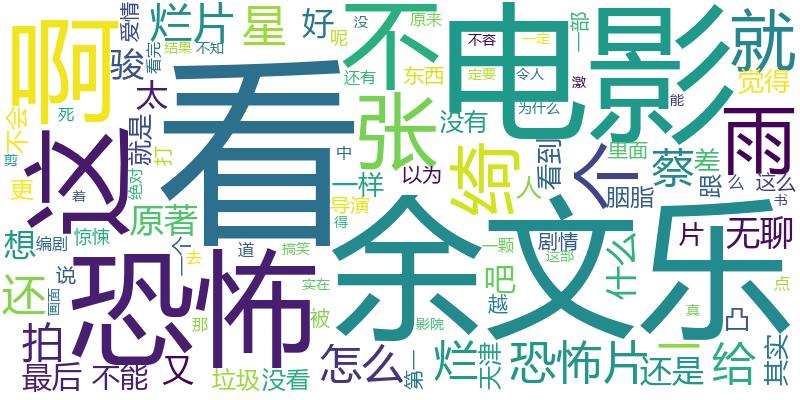 爱情
烂片
星
好
没
呢
原来
不
电影
一部
就
啊
骏
看完
结果
不知
还有
东西
不容
一定
定要
令人
激
为什么
能
觉得
太
看
张
没有
雨
死
不会
剪
就是
打
这
更
绝对
中
一样
以为
绮
人
看到
个
里面
胭脂
蔡
差
跟
么
这么
书
着
原著
导演
得
想
编剧
惊悚
一个
去
道
搞笑
余文乐
一颗
剧情
这部
什么
片
无聊
还
说
画面
恐怖
那
实在
被
影院
吧
越
真
凸
点
拍
最后
不能
又
垃圾
没看
怎么
第一
烂
天津
恐怖片
还是
一
给
其实